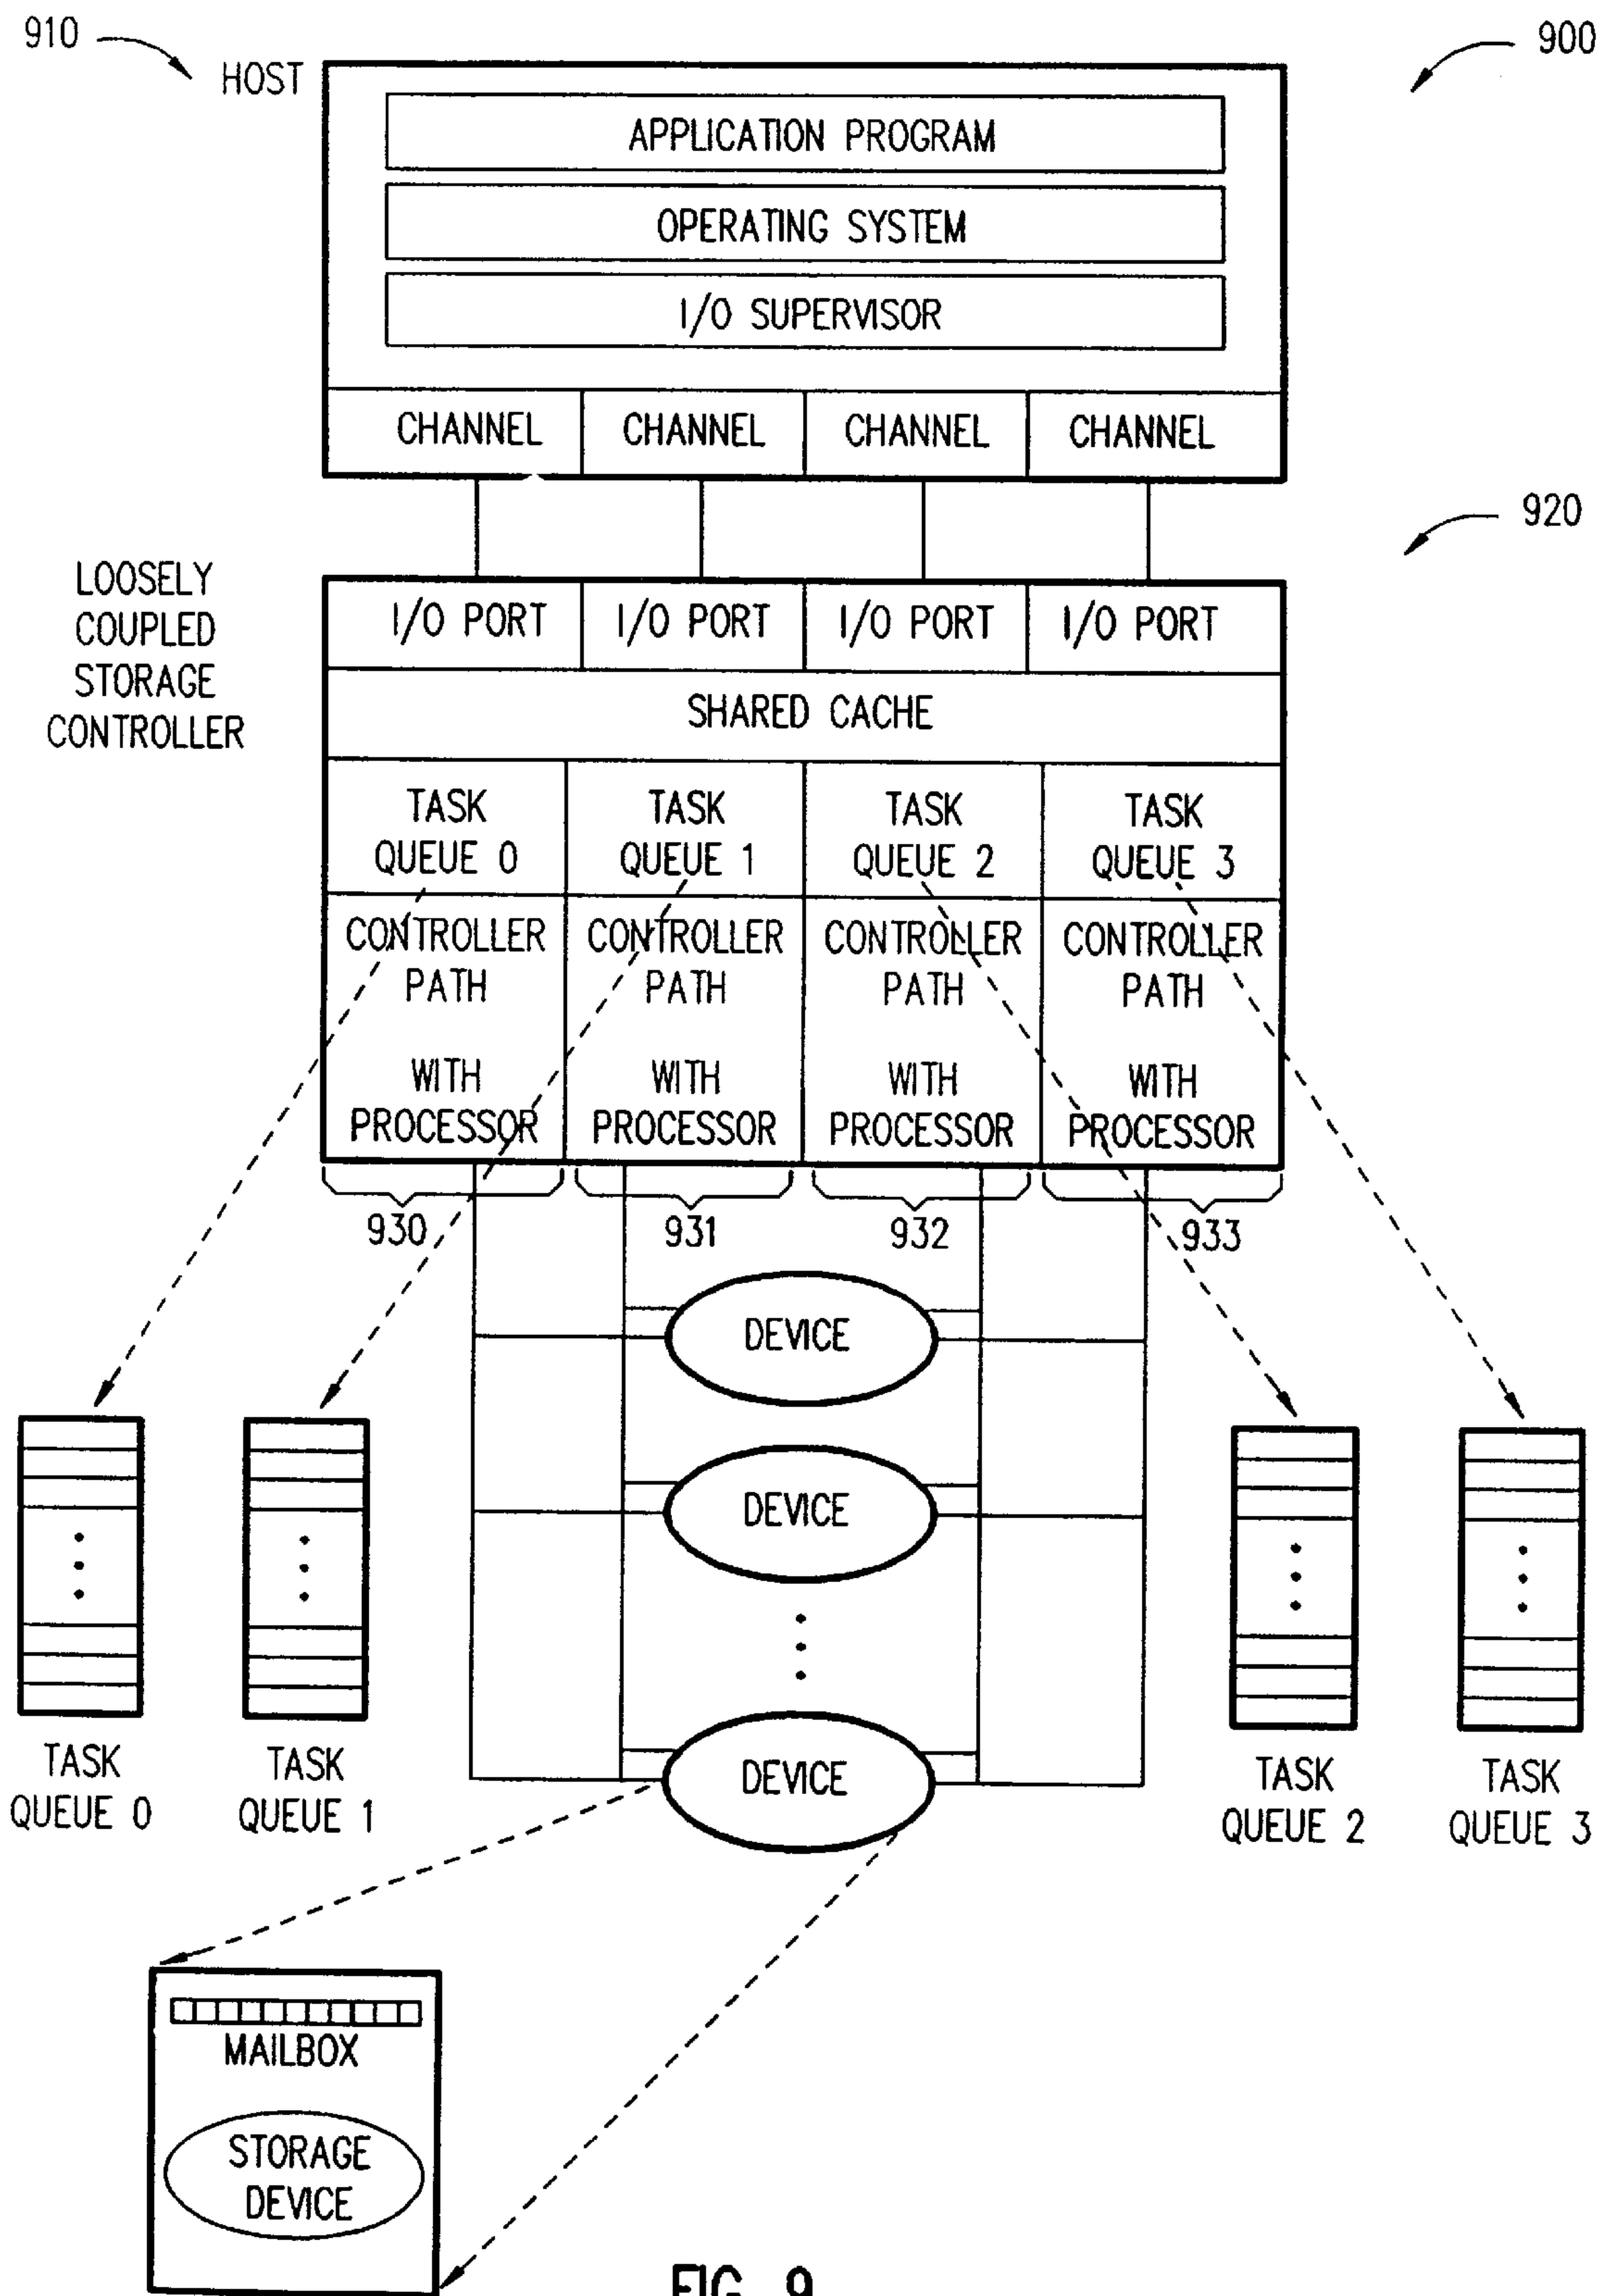 910
900
HOST
APPLICATION PROGRAM
OPERATING SYSTEM
I/O SUPERVISOR
CHANNEL CHANNEL CHANNEL CHANNEL
920
LOOSELY
COUPLED
STORAGE
CONTROLLER
I/O PORT I/O PORT I/O PORT I/O PORT
SHARED CACHE
TASK TASK TASK TASK
QUEUE 0 QUEUE 1 QUEUE 2 QUEUE 3
CONTROLLER CONTROLLER CONTROLLER CONTROLLER
PATH PATH PATH PATH
WITH WITH WITH WITH
PROCESSOR PROCESSOR PROCESSOR PROCESSOR
930 931 932 933
DEVICE
DEVICE
DEVICE
TASK TASK TASK TASK
QUEUE 0 QUEUE 1 QUEUE 2 QUEUE 3
MAILBOX
STORAGE
DEVICE
FIG. 9